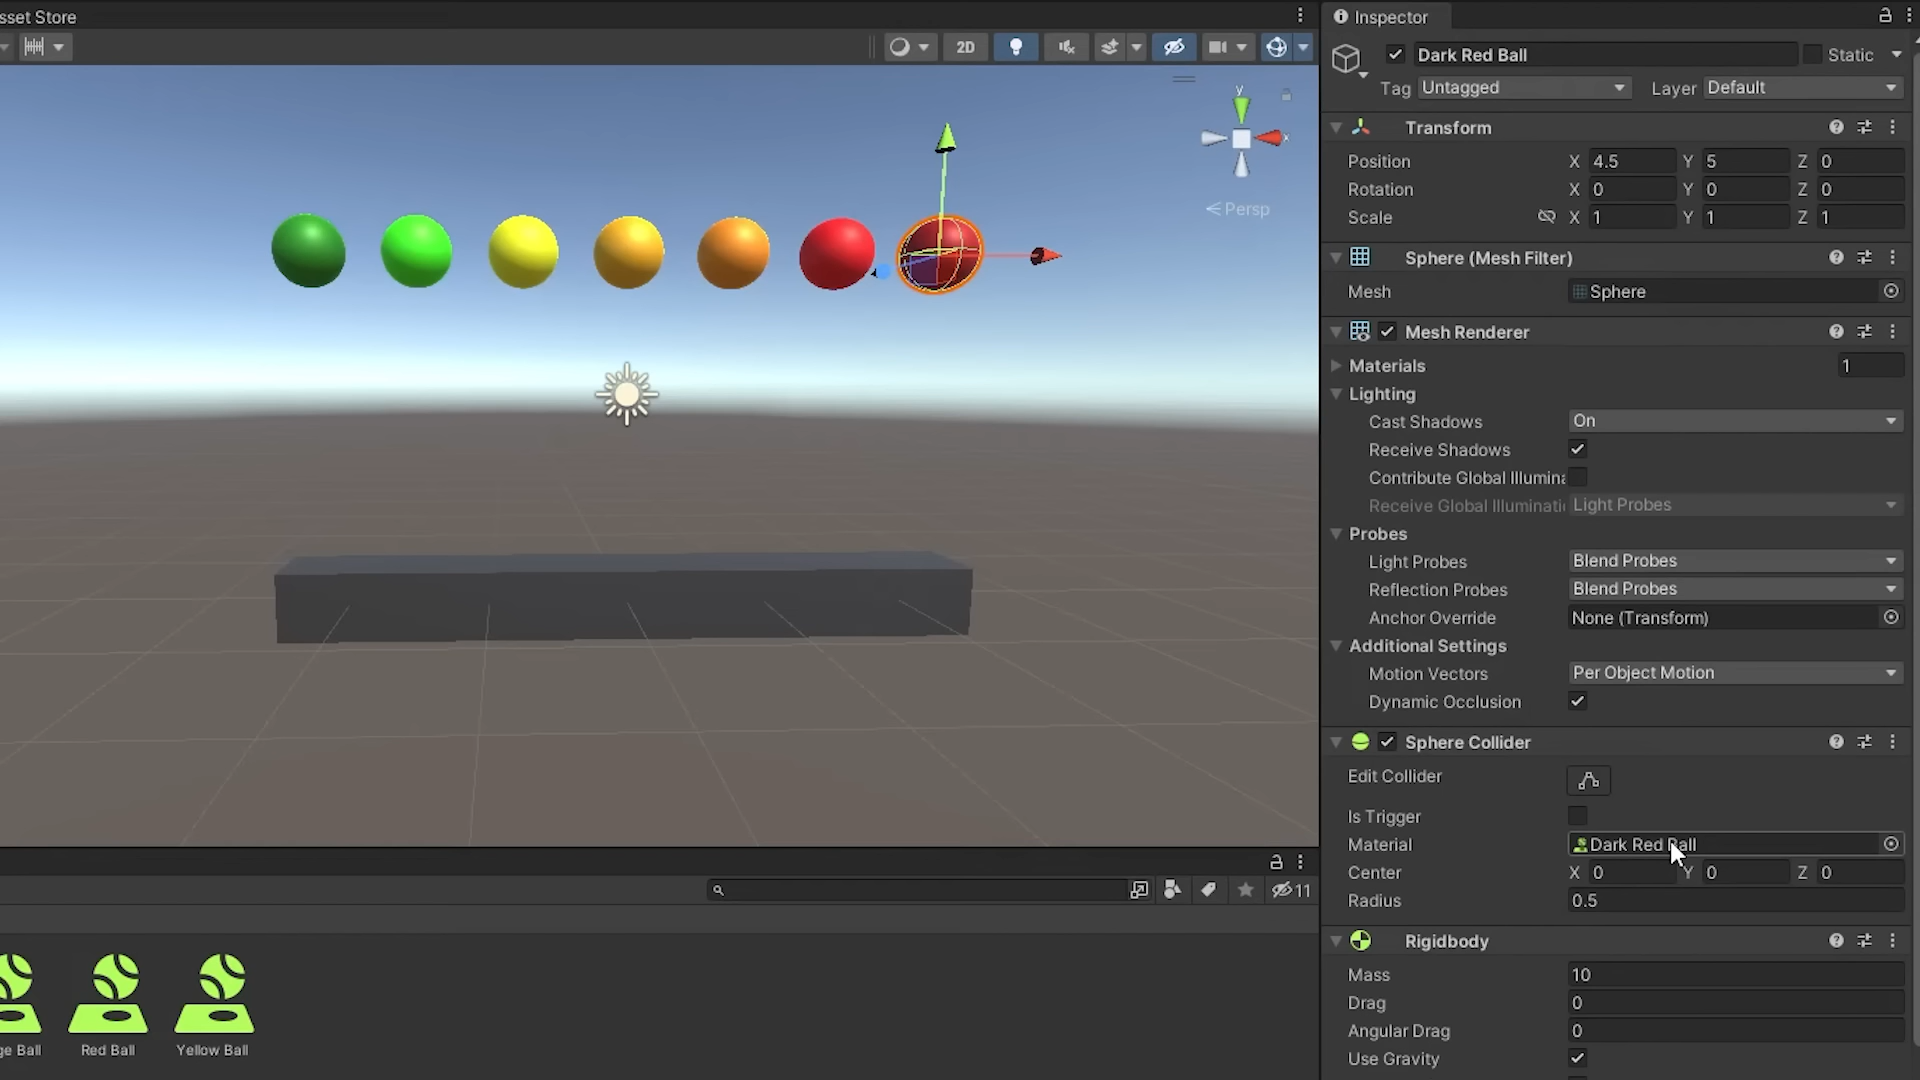 sset Store
2D
y
x
Persp
11
ge Ball
Red Ball
Yellow Ball
Inspector
Dark Red Ball
Static
Tag Untagged Layer Default
Transform
Position X 4.5 Y 5 Z 0
Rotation X 0 Y 0 Z 0
Scale X 1 Y 1 Z 1
Sphere (Mesh Filter)
Mesh Sphere
Mesh Renderer
Materials 1
Lighting
Cast Shadows On
Receive Shadows
Contribute Global Illumina
Receive Global Illuminati Light Probes
Probes
Light Probes Blend Probes
Reflection Probes Blend Probes
Anchor Override None (Transform)
Additional Settings
Motion Vectors Per Object Motion
Dynamic Occlusion
Sphere Collider
Edit Collider
Is Trigger
Material Dark Red Ball
Center X 0 Y 0 Z 0
Radius 0.5
Rigidbody
Mass 10
Drag 0
Angular Drag 0
Use Gravity